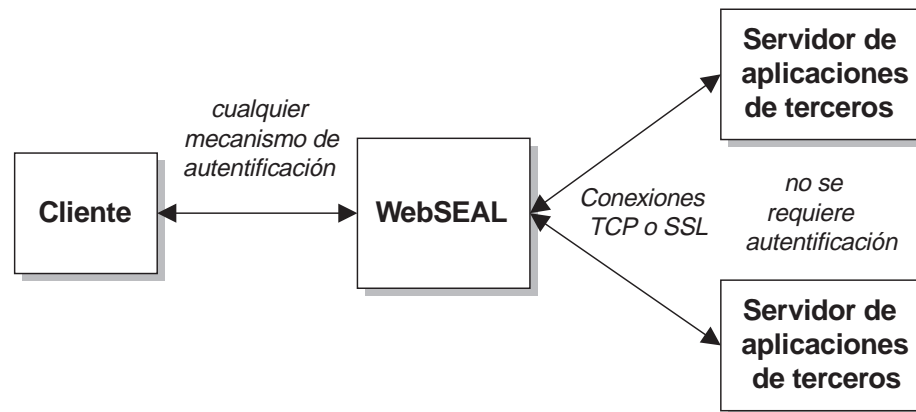 Servidor de
aplicaciones
de terceros
cualquier
mecanismo de
autentificación
Cliente
WebSEAL
Conexiones
TCP o SSL
no se
requiere
autentificación
Servidor de
aplicaciones
de terceros